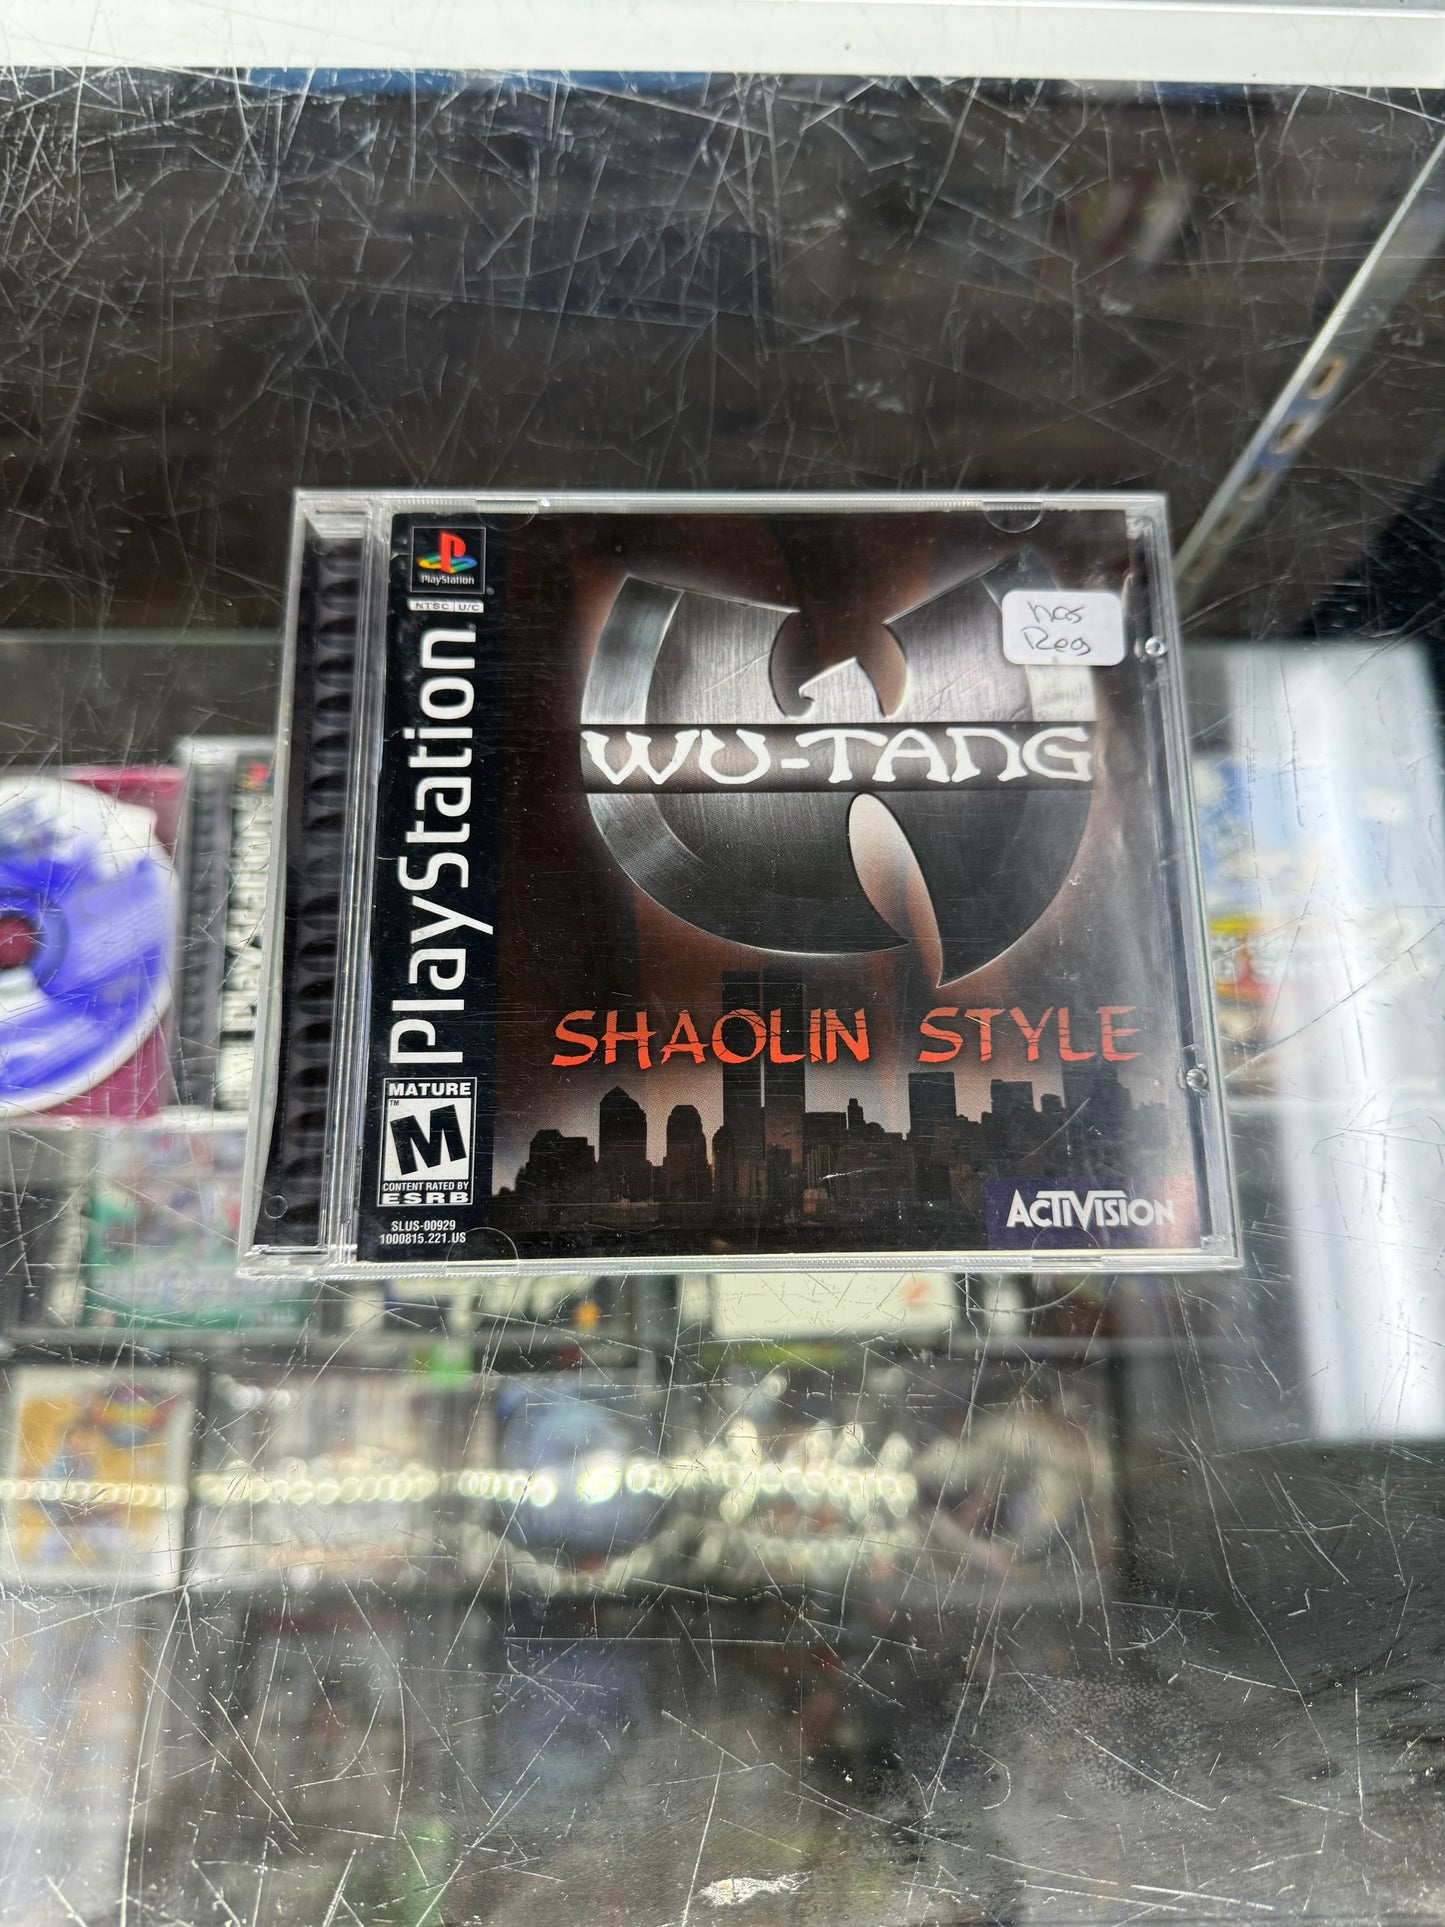 PlayStation
NTSC U/C
PlayStation
has
Reg
WU-TANG
SHAOLIN STYLE
MATURE
M
CONTENT RATED BY
ESRB
SLUS-00929
1000815.221.US
ACTIVISION